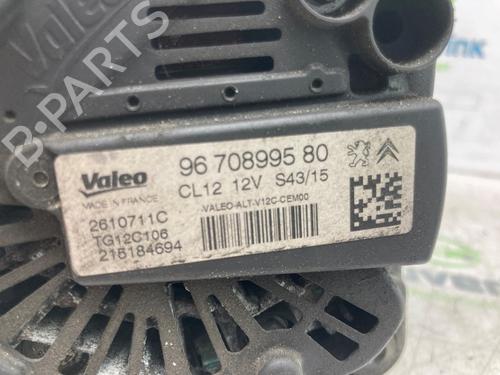 Valeo
B-PARTS
Valeo
MADE IN FRANCE
96 708995 80
CL12 12V S43/15
-VALEO-ALT-V12C-CEM00
2610711C
TG12C106
215184694